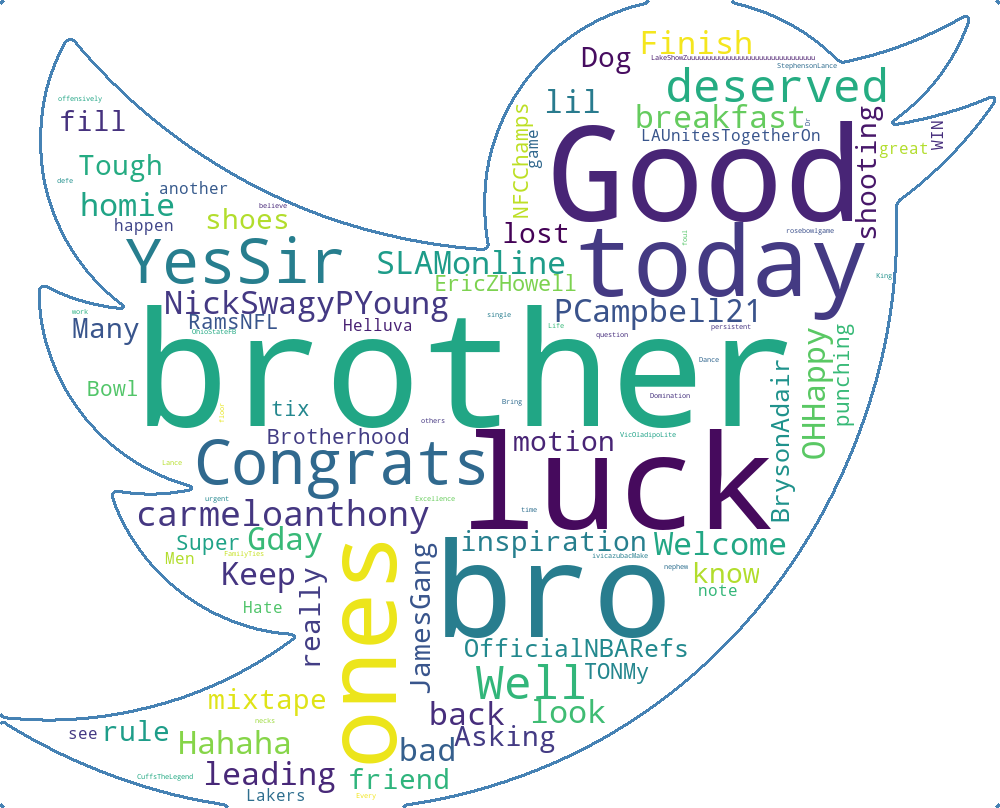 Finish
Dog
LakeShowZuuuuuuuuuuuuuuuuuuuuuuuuuuuuuuuu
StephensonLance
deserved
lil
offensively
fill
breakfast
NFCChamps
game
LAUnitesTogetherOn
Or
shooting
WIN
great
Good
Tough
defe
another
homie
believe
shoes
happen
lost
today
foul
rosebowlgame
YesSir
SLAMonline
EricZHowell
King
NickSwagyPYoung
PCampbell21
work
Many
RamsNFL
OhioStateFB
Helluva
single
Life
question
persistent
brother
OHHappy
punching
Dance
Bowl
tix
floor
Bring
Domination
others
BrysonAdair
Brotherhood
motion
VicOladipoLite
Lance
Congrats
luck
urgent
Excellence
carmeloanthony
time
Super
Gday
inspiration
Welcome
Men
FamilyTies
ivicazubacMake
nephew
Keep
know
note
bro
really
ones
JamesGang
Hate
OfficialNBARefs
TONMy
Well
mixtape
back
look
necks
see
rule
Hahaha
bad
Asking
CuffsTheLegend
leading
friend
Lakers
Every